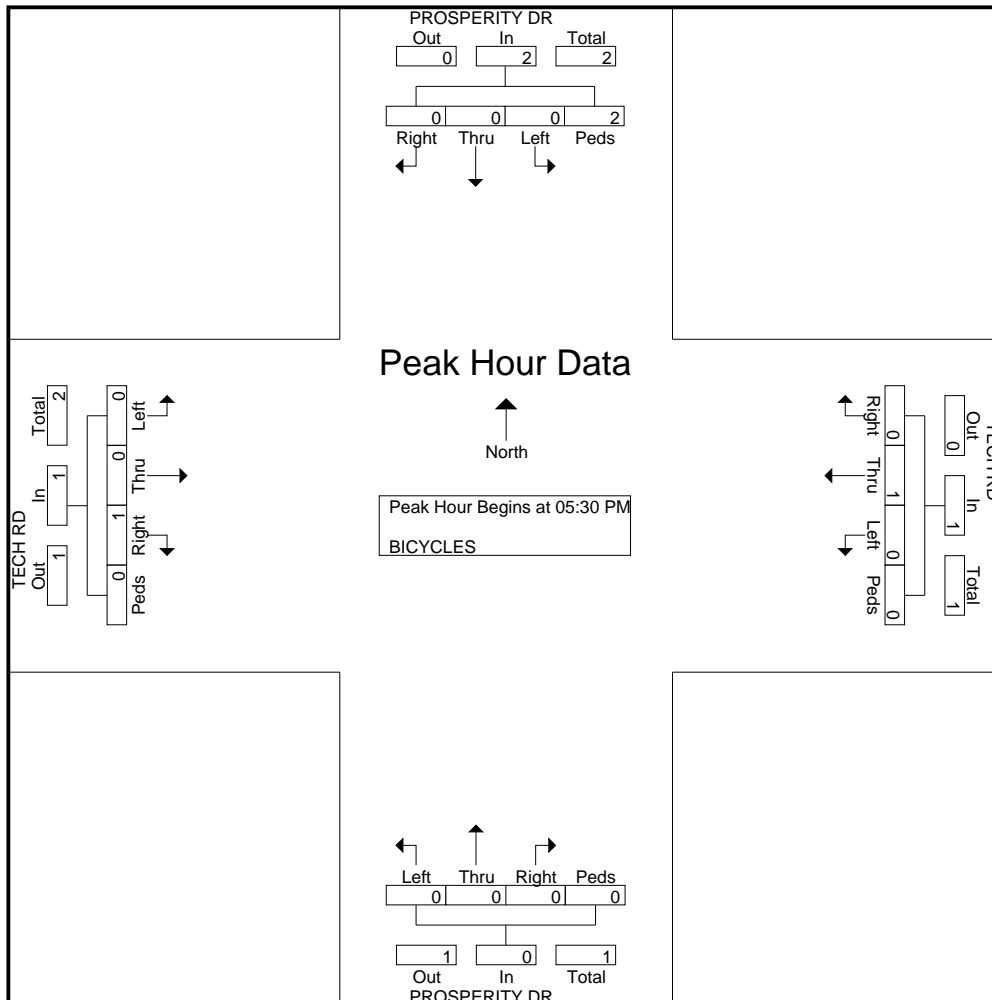 PROSPERITY DR
Out In Total
0 2 2
0 0 0 2
Right Thru Left Peds
Peak Hour Data
North
Peak Hour Begins at 05:30 PM
BICYCLES
TECH RD
Out In Total
1 1 2
0 0 1 0
Left Thru Right Peds
TECH RD
Out In Total
0 1 1
0 1 0 0
Right Thru Left Peds
Left Thru Right Peds
0 0 0 0
1 0 1
Out In Total
PROSPERITY DR